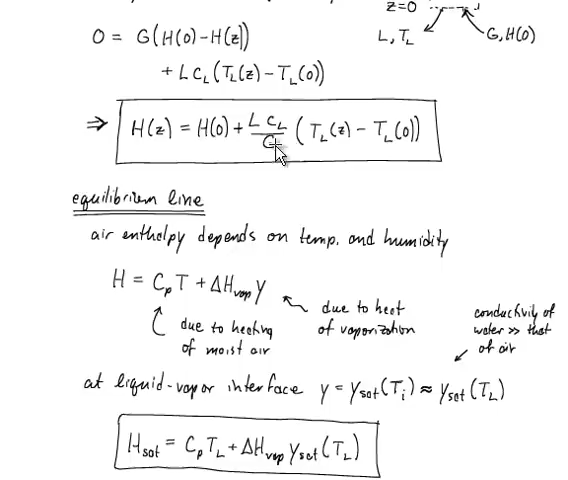 z=0
L, T_L
G, H(0)
0 = G(H(0)-H(z))
+ L c_L (T_L(z) - T_L(0))
⇒ H(z) = H(0) + L c_L / G (T_L(z) - T_L(0))
equilibrium line
air enthalpy depends on temp. and humidity
H = C_p T + ΔH_vap y
due to heating
of moist air
due to heat
of vaporization
conductivity of
water >> that
of air
at liquid-vapor interface y = y_sat(T_i) ≈ y_sat(T_L)
H_sat = C_p T_L + ΔH_vap y_sat(T_L)